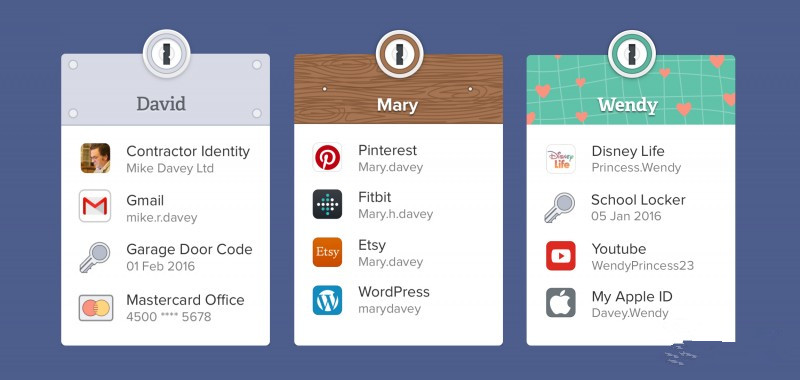 David
Contractor Identity
Mike Davey Ltd
Gmail
mike.r.davey
Garage Door Code
01 Feb 2016
Mastercard Office
4500 **** 5678
Mary
Pinterest
Mary.davey
Fitbit
Mary.h.davey
Etsy
Etsy
Mary.davey
WordPress
marydavey
Wendy
Disney
Life
Disney Life
Princess.Wendy
School Locker
05 Jan 2016
Youtube
WendyPrincess23
My Apple ID
Davey.Wendy